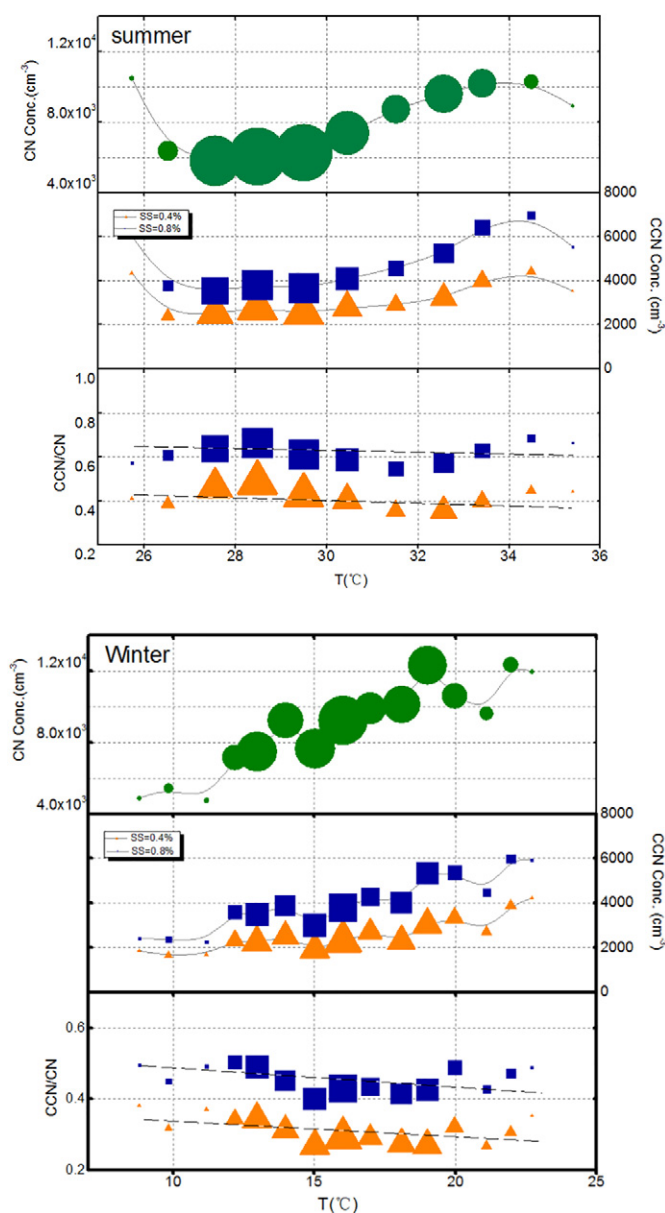 summer
1.2x10⁴
8.0x10³
4.0x10³
CN Conc.(cm⁻³)
SS=0.4%
SS=0.8%
8000
6000
4000
2000
0
CCN Conc. (cm⁻³)
1.0
0.8
0.6
0.4
0.2
CCN/CN
26 28 30 32 34 36
T(℃)
Winter
1.2x10⁴
8.0x10³
4.0x10³
CN Conc.(cm⁻³)
SS=0.4%
SS=0.8%
8000
6000
4000
2000
0
CCN Conc. (cm⁻³)
0.6
0.4
0.2
CCN/CN
10 15 20 25
T(℃)